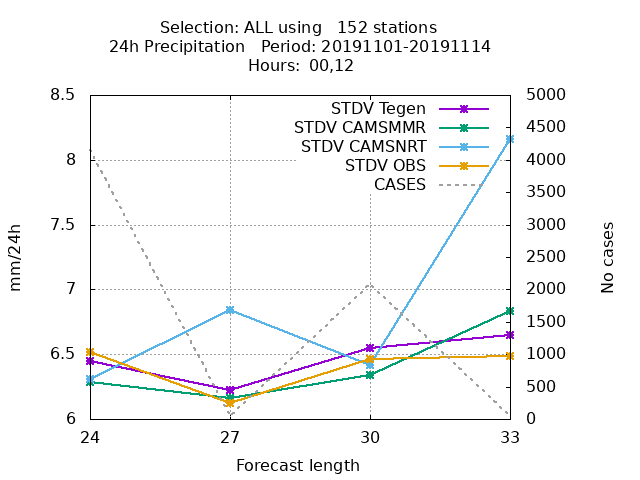 Selection: ALL using   152 stations
24h Precipitation   Period: 20191101-20191114
Hours:  00,12
STDV Tegen
STDV CAMSMMR
STDV CAMSNRT
STDV OBS
CASES
mm/24h
8.5
8
7.5
7
6.5
6
24 27 30 33
Forecast length
5000
4500
4000
3500
3000
2500
2000
1500
1000
500
0
No cases